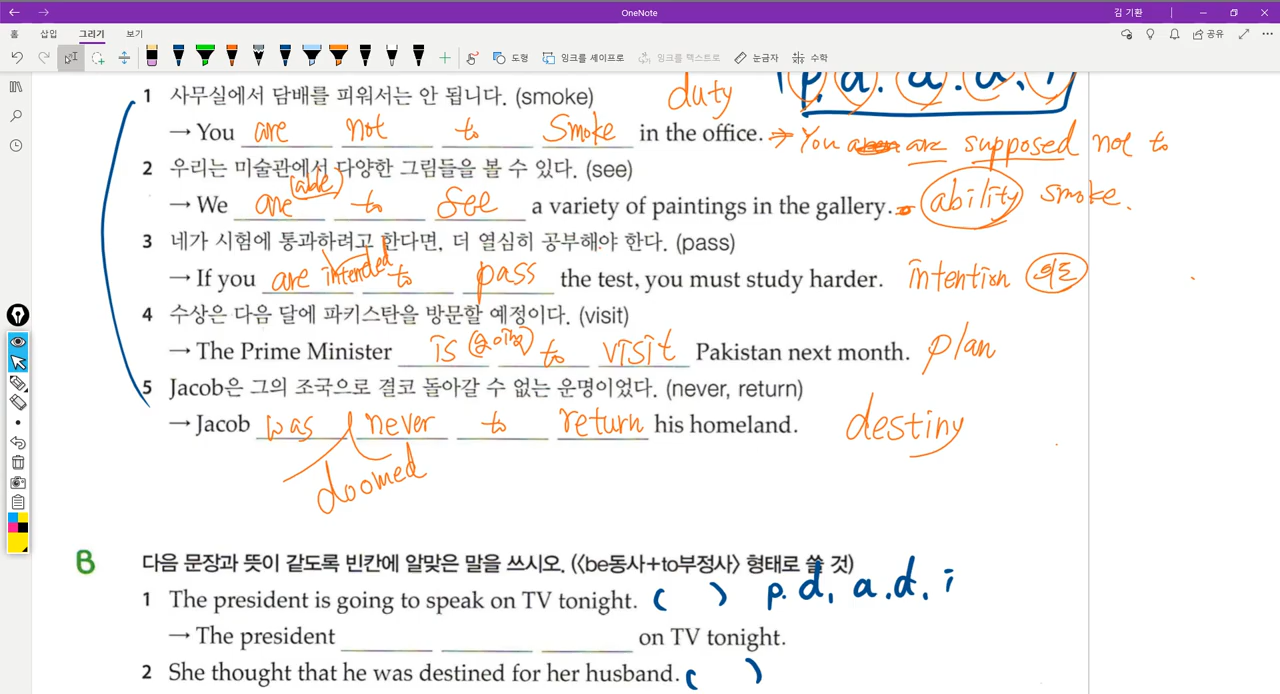 OneNote
김 기환
홈 삽입 그리기 보기
도형 잉크를 셰이프로 잉크를 텍스트로 눈금자 수학 공유
p. d. a. d. i
1 사무실에서 담배를 피워서는 안 됩니다. (smoke) duty
→ You are not to smoke in the office. → You are supposed not to
smoke.
2 우리는 미술관에서 다양한 그림들을 볼 수 있다. (see)
(able)
→ We are to see a variety of paintings in the gallery. ability
3 네가 시험에 통과하려고 한다면, 더 열심히 공부해야 한다. (pass)
→ If you are intended to pass the test, you must study harder. intention 의도
4 수상은 다음 달에 파키스탄을 방문할 예정이다. (visit)
→ The Prime Minister is (going) to visit Pakistan next month. plan
5 Jacob은 그의 조국으로 결코 돌아갈 수 없는 운명이었다. (never, return)
→ Jacob was never to return his homeland. destiny
doomed
B 다음 문장과 뜻이 같도록 빈칸에 알맞은 말을 쓰시오. (〈be동사+to부정사〉 형태로 쓸 것)
1 The president is going to speak on TV tonight. ( ) p. d, a. d. i
→ The president ______ ______ ______ on TV tonight.
2 She thought that he was destined for her husband. ( )